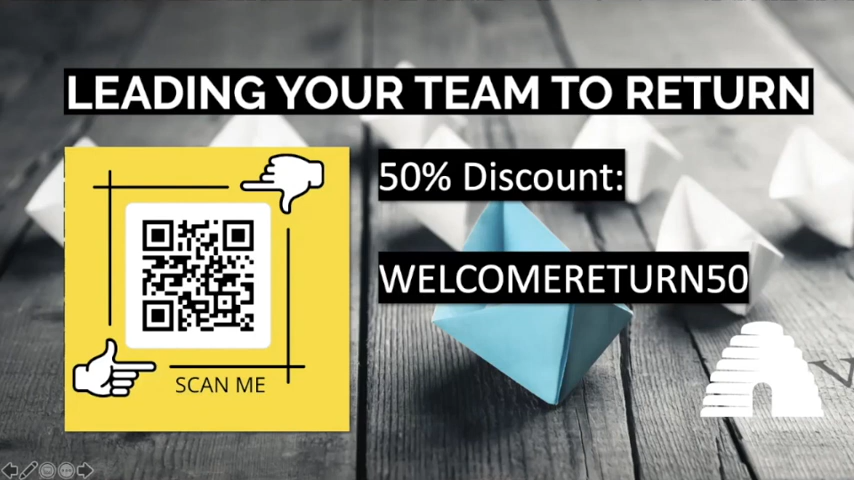 LEADING YOUR TEAM TO RETURN
50% Discount:
WELCOMERETURN50
SCAN ME